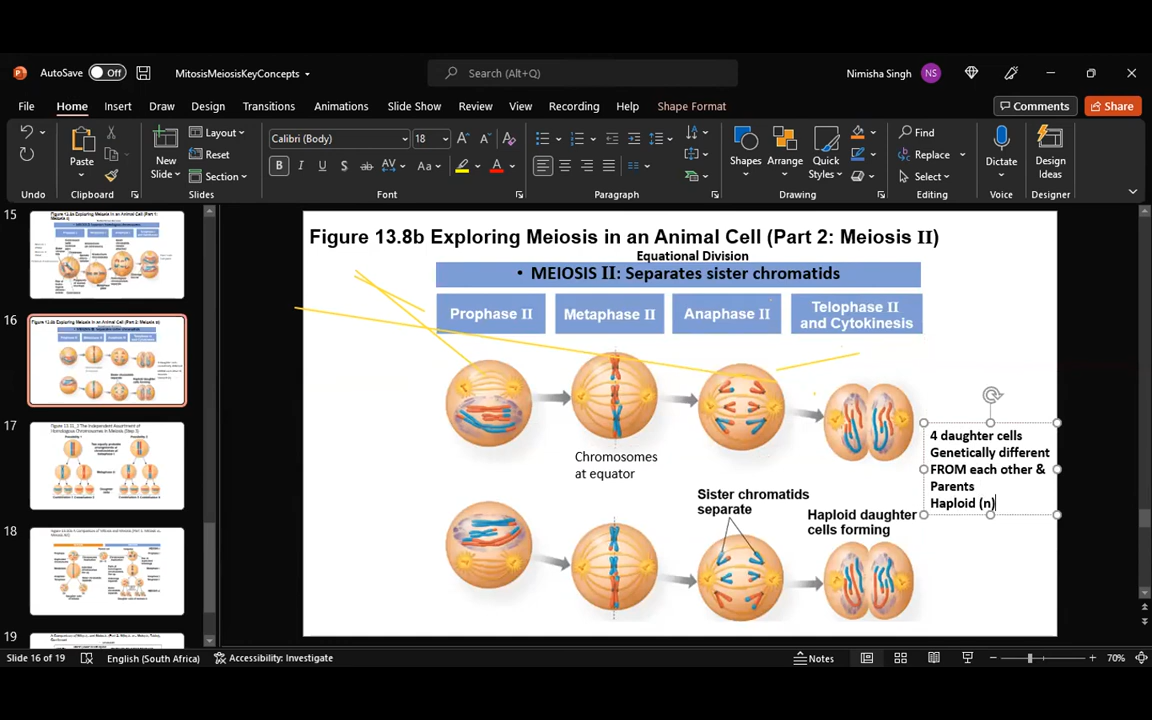 AutoSave Off MitosisMeiosisKeyConcepts Search (Alt+Q) Nimisha Singh NS
File Home Insert Draw Design Transitions Animations Slide Show Review View Recording Help Shape Format Comments Share
Paste
New
Slide
Layout
Reset
Section
Calibri (Body) 18
Shapes
Arrange
Quick
Styles
Find
Replace
Select
Dictate
Design
Ideas
Undo Clipboard Slides Font Paragraph Drawing Editing Voice Designer
15
16
17
18
19
Figure 13.8b Exploring Meiosis in an Animal Cell (Part 2: Meiosis II)
Equational Division
• MEIOSIS II: Separates sister chromatids
Prophase II
Metaphase II
Anaphase II
Telophase II
and Cytokinesis
Chromosomes
at equator
4 daughter cells
Genetically different
FROM each other &
Parents
Haploid (n)
Sister chromatids
separate
Haploid daughter
cells forming
Slide 16 of 19 English (South Africa) Accessibility: Investigate Notes 70%